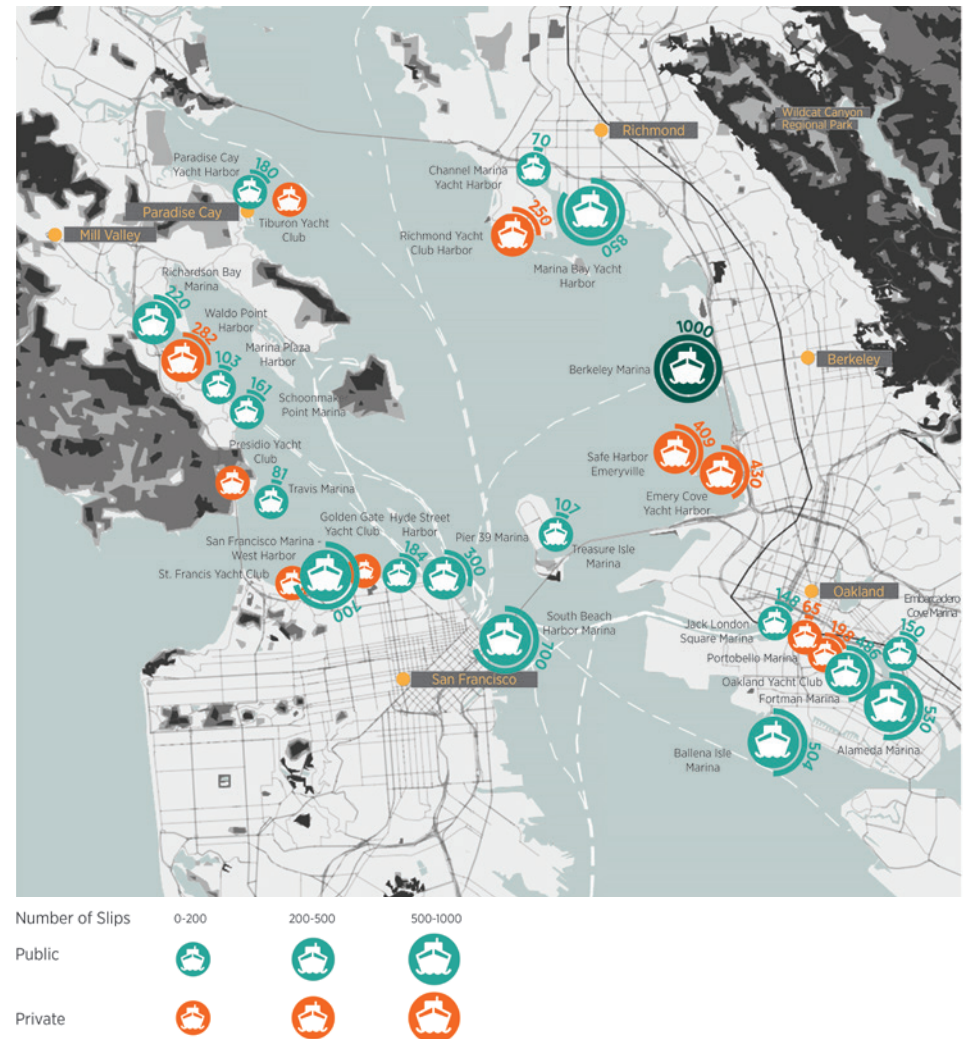 Wildcat Canyon
Regional Park
Richmond
70
Channel Marina
Yacht Harbor
Paradise Cay
Yacht Harbor
180
Paradise Cay
Tiburon Yacht
Club
Mill Valley
250
Richmond Yacht
Club Harbor
850
Marina Bay Yacht
Harbor
Richardson Bay
Marina
220
Waldo Point
Harbor
282
Marina Plaza
Harbor
103
161
Schoonmak
Point Marina
1000
Berkeley Marina
Berkeley
Presidio Yacht
Club
81
Travis Marina
409
Safe Harbor
Emeryville
430
Emery Cove
Yacht Harbor
Golden Gate
Yacht Club
Hyde Street
Harbor
Pier 39 Marina
107
Treasure Isle
Marina
San Francisco Marina -
West Harbor
St. Francis Yacht Club
700
184
300
South Beach
Harbor Marina
700
San Francisco
Oakland
Embarcadero
Cove Marina
148
Jack London
Square Marina
65
Portobello Marina
198
486
150
Oakland Yacht Club
Fortman Marina
530
Alameda Marina
504
Ballena Isle
Marina
Number of Slips 0-200 200-500 500-1000
Public
Private